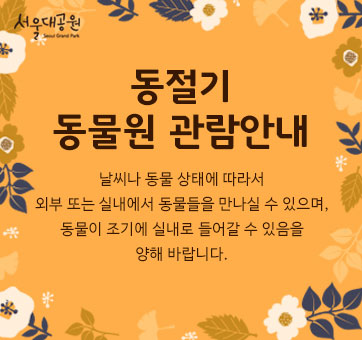 서울대공원
Seoul Grand Park
동절기
동물원 관람안내
날씨나 동물 상태에 따라서
외부 또는 실내에서 동물들을 만나실 수 있으며,
동물이 조기에 실내로 들어갈 수 있음을
양해 바랍니다.